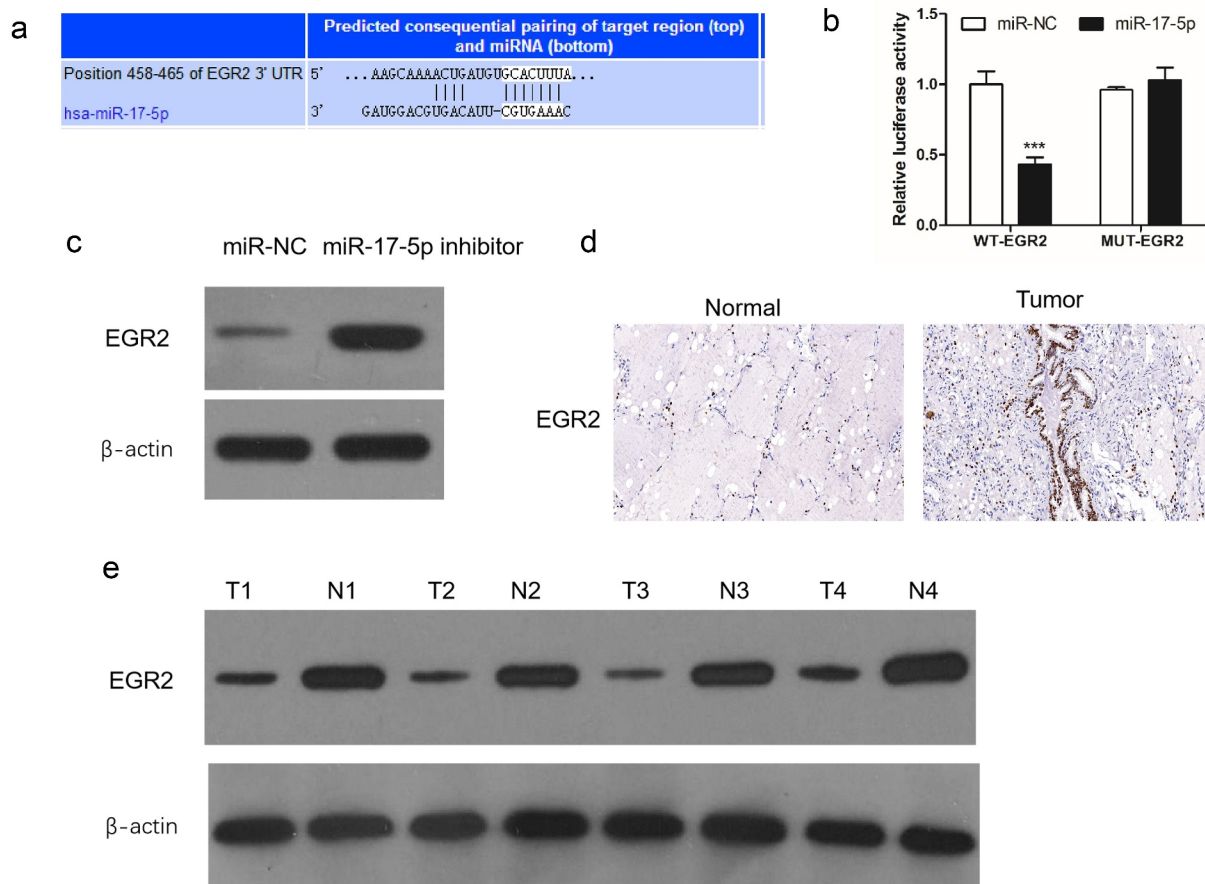 a
Predicted consequential pairing of target region (top)
and miRNA (bottom)
Position 458-465 of EGR2 3' UTR 5' ...AAGCAAAACUGAUGUGCACUUUA...
hsa-miR-17-5p 3' GAUGGACGUGACAUU-CGUGAAAC
b
miR-NC miR-17-5p
Relative luciferase activity
1.5
1.0
0.5
0.0
***
WT-EGR2 MUT-EGR2
c
miR-NC miR-17-5p inhibitor
EGR2
β-actin
d
Normal Tumor
EGR2
e
T1 N1 T2 N2 T3 N3 T4 N4
EGR2
β-actin